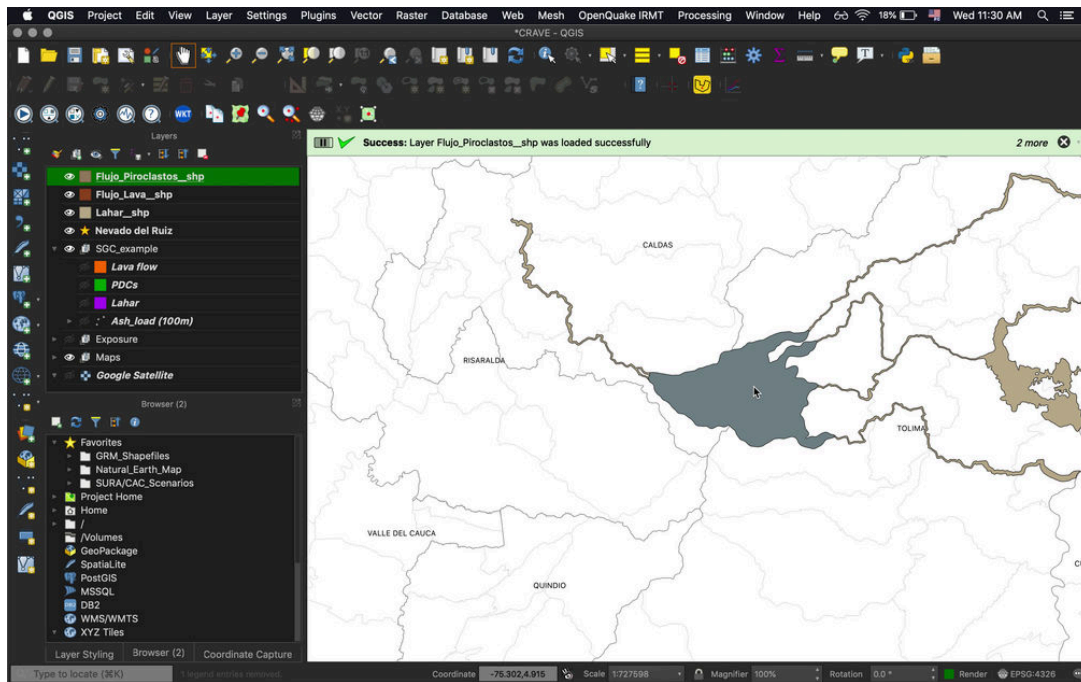 QGIS Project Edit View Layer Settings Plugins Vector Raster Database Web Mesh OpenQuake IRMT Processing Window Help 18% Wed 11:30 AM
*CRAVE - QGIS
WKT
Layers
Success: Layer Flujo_Piroclastos__shp was loaded successfully 2 more
Flujo_Piroclastos__shp
Flujo_Lava__shp
Lahar__shp
Nevado del Ruiz
SGC_example
Lava flow
PDCs
Lahar
Ash_load (100m)
Exposure
Maps
Google Satellite
Browser (2)
Favorites
GRM_Shapefiles
Natural_Earth_Map
SURA/CAC_Scenarios
Project Home
Home
/
/Volumes
GeoPackage
SpatiaLite
PostGIS
MSSQL
DB2
WMS/WMTS
XYZ Tiles
Layer Styling Browser (2) Coordinate Capture
CALDAS
RISARALDA
TOLIMA
VALLE DEL CAUCA
QUINDIO
Type to locate (⌘K) 1 legend entries removed. Coordinate -75.302,4.915 Scale 1:727598 Magnifier 100% Rotation 0.0 ° Render EPSG:4326